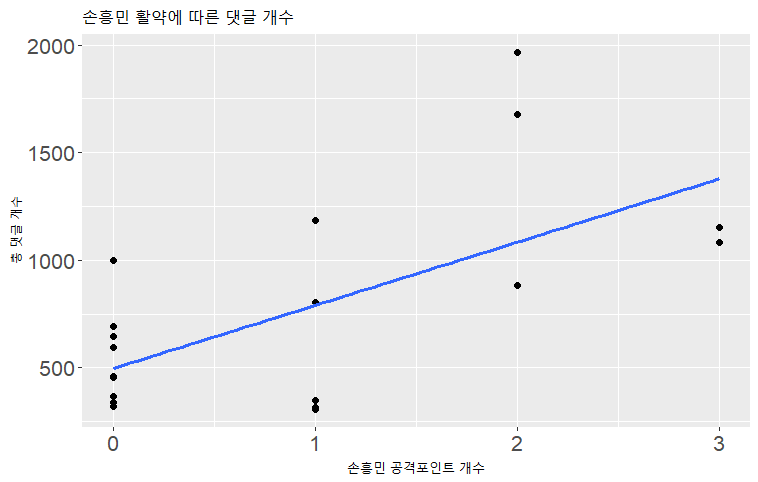 손흥민 활약에 따른 댓글 개수
2000
1500
1000
500
총 댓글 개수
0 1 2 3
손흥민 공격포인트 개수